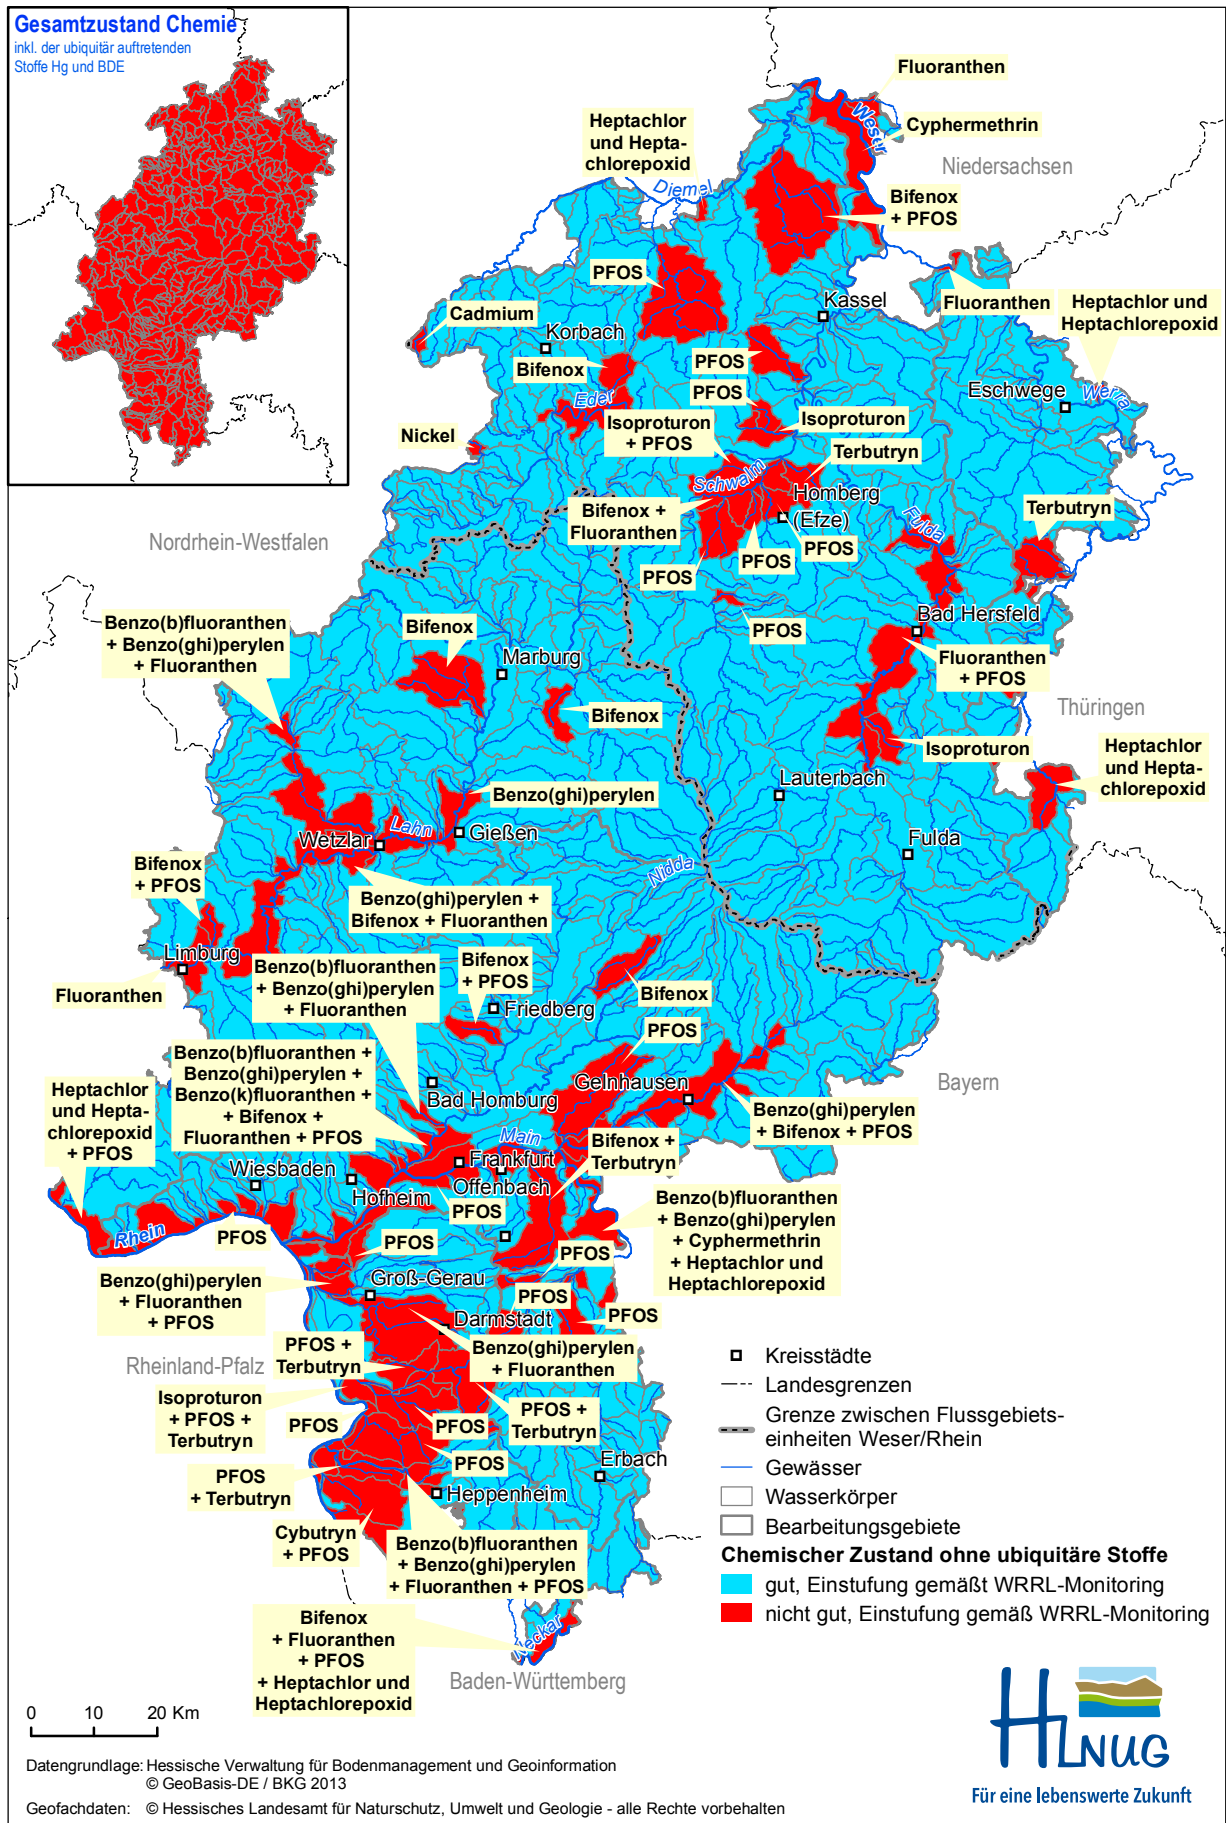 Gesamtzustand Chemie
inkl. der ubiquitär auftretenden
Stoffe Hg und BDE
Fluoranthen
Weser
Cyphermethrin
Niedersachsen
Heptachlor
und Hepta-
chlorepoxid
Diemel
Bifenox
+ PFOS
PFOS
Kassel
Fluoranthen
Heptachlor und
Heptachlorepoxid
Cadmium
Korbach
Bifenox
PFOS
Eder
PFOS
Eschwege
Werra
Isoproturon
+ PFOS
Isoproturon
Nickel
Terbutryn
Schwalm
Homberg
(Efze)
Bifenox +
Fluoranthen
Fulda
Terbutryn
Nordrhein-Westfalen
PFOS
PFOS
PFOS
PFOS
Bad Hersfeld
Benzo(b)fluoranthen
+ Benzo(ghi)perylen
+ Fluoranthen
Bifenox
Marburg
Fluoranthen
+ PFOS
Bifenox
Thüringen
Isoproturon
Heptachlor
und Hepta-
chlorepoxid
Lauterbach
Benzo(ghi)perylen
Lahn
Gießen
Wetzlar
Fulda
Bifenox
+ PFOS
Nidda
Benzo(ghi)perylen +
Bifenox + Fluoranthen
Limburg
Fluoranthen
Benzo(b)fluoranthen
+ Benzo(ghi)perylen
+ Fluoranthen
Bifenox
+ PFOS
Friedberg
Bifenox
PFOS
Benzo(b)fluoranthen +
Benzo(ghi)perylen +
Benzo(k)fluoranthen +
+ Bifenox +
Fluoranthen + PFOS
Gelnhausen
Bayern
Heptachlor
und Hepta-
chlorepoxid
+ PFOS
Bad Homburg
Benzo(ghi)perylen
+ Bifenox + PFOS
Main
Bifenox +
Terbutryn
Wiesbaden
Frankfurt
Offenbach
Hofheim
PFOS
Benzo(b)fluoranthen
+ Benzo(ghi)perylen
+ Cyphermethrin
+ Heptachlor und
Heptachlorepoxid
Rhein
PFOS
PFOS
PFOS
Benzo(ghi)perylen
+ Fluoranthen
+ PFOS
Groß-Gerau
PFOS
PFOS
Darmstadt
Benzo(ghi)perylen
+ Fluoranthen
PFOS +
Terbutryn
Rheinland-Pfalz
Isoproturon
+ PFOS +
Terbutryn
PFOS
PFOS
PFOS +
Terbutryn
PFOS
Erbach
PFOS
+ Terbutryn
Heppenheim
Cybutryn
+ PFOS
Benzo(b)fluoranthen
+ Benzo(ghi)perylen
+ Fluoranthen + PFOS
Bifenox
+ Fluoranthen
+ PFOS
+ Heptachlor und
Heptachlorepoxid
Neckar
Baden-Württemberg
Kreisstädte
Landesgrenzen
Grenze zwischen Flussgebiets-
einheiten Weser/Rhein
Gewässer
Wasserkörper
Bearbeitungsgebiete
Chemischer Zustand ohne ubiquitäre Stoffe
gut, Einstufung gemäßt WRRL-Monitoring
nicht gut, Einstufung gemäß WRRL-Monitoring
0 10 20 Km
HLNUG
Für eine lebenswerte Zukunft
Datengrundlage: Hessische Verwaltung für Bodenmanagement und Geoinformation
© GeoBasis-DE / BKG 2013
Geofachdaten: © Hessisches Landesamt für Naturschutz, Umwelt und Geologie - alle Rechte vorbehalten